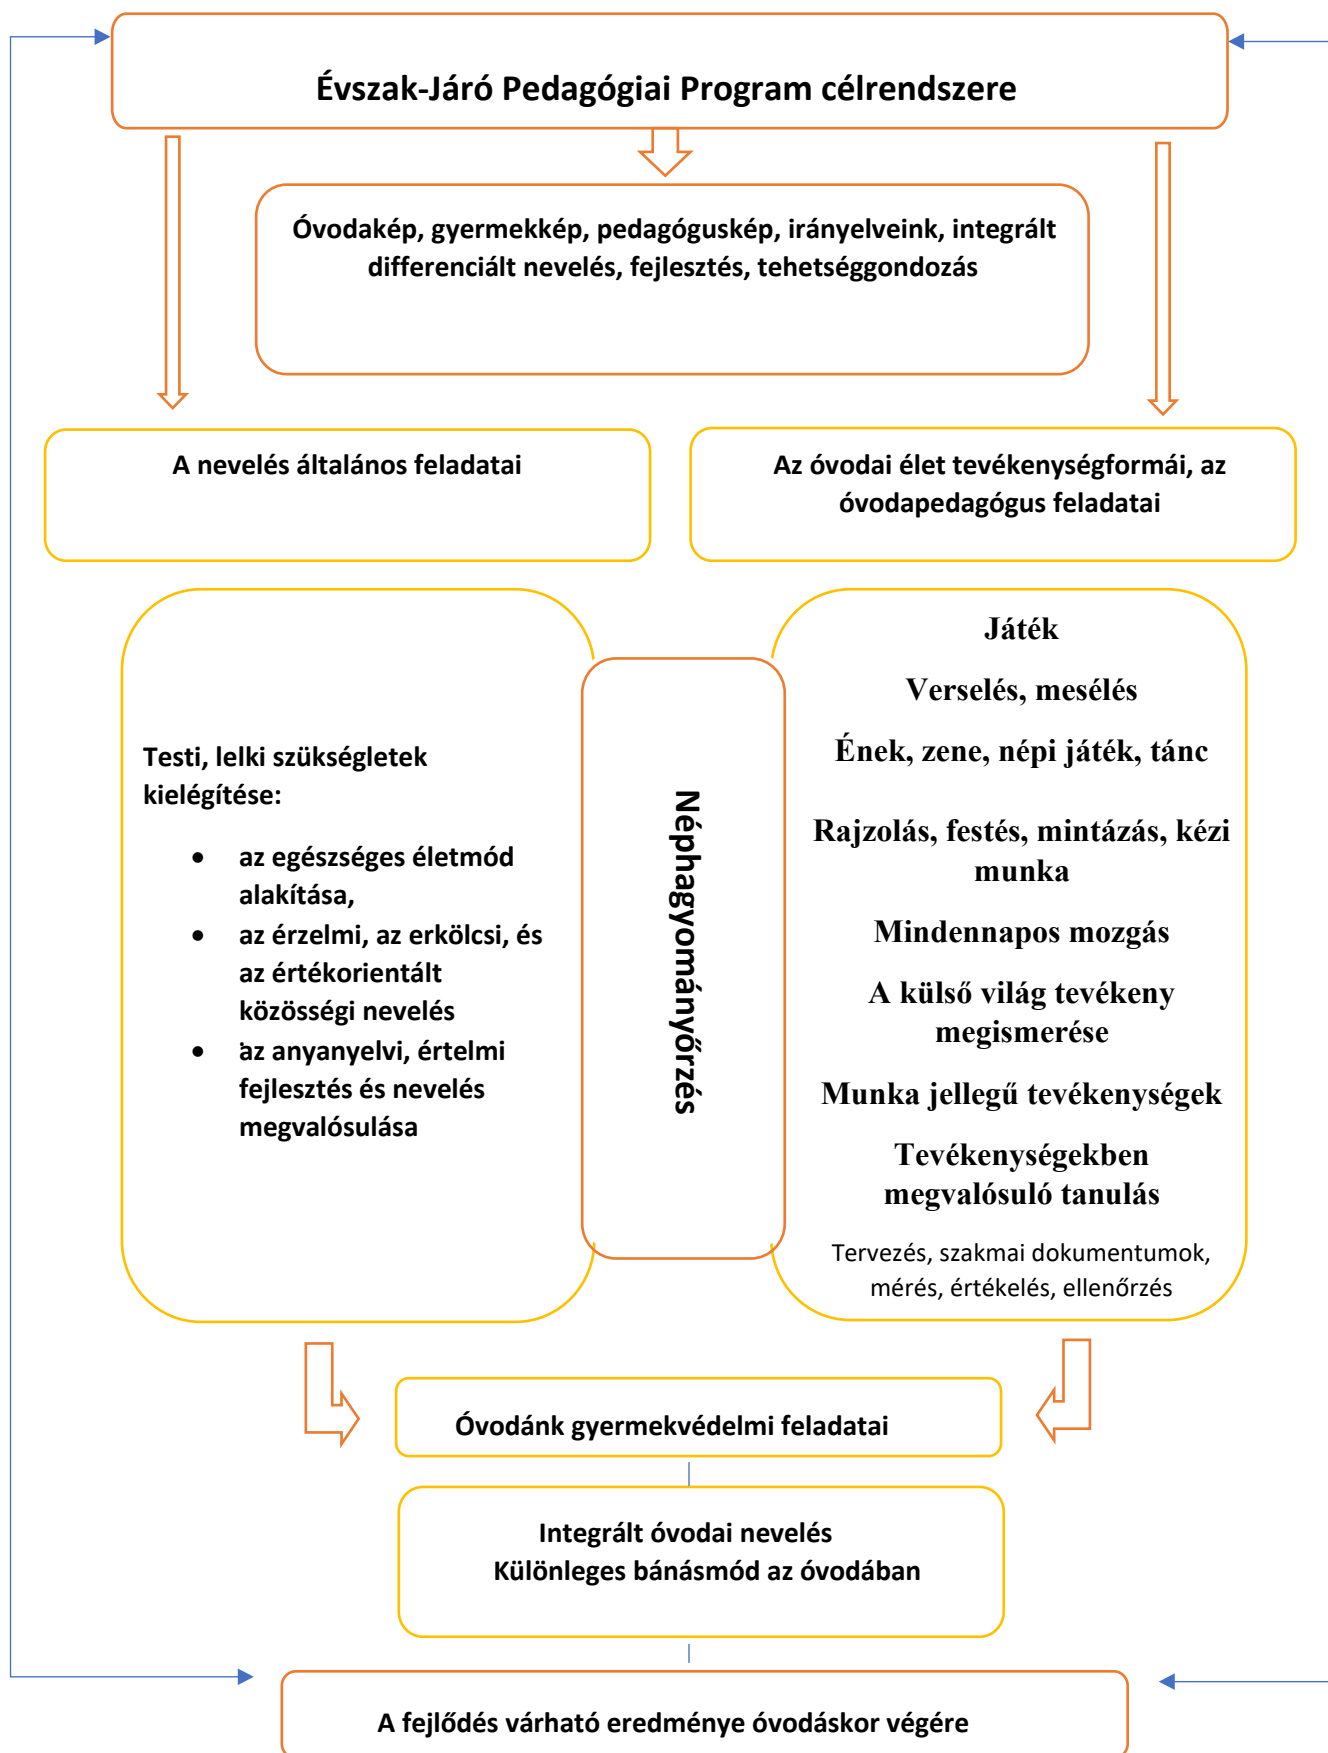 Évszak-Járó Pedagógiai Program célrendszere
Óvodakép, gyermekkép, pedagóguskép, irányelveink, integrált
differenciált nevelés, fejlesztés, tehetséggondozás
A nevelés általános feladatai
Az óvodai élet tevékenységformái, az
óvodapedagógus feladatai
Testi, lelki szükségletek
kielégítése:
• az egészséges életmód
alakítása,
• az érzelmi, az erkölcsi, és
az értékorientált
közösségi nevelés
• az anyanyelvi, értelmi
fejlesztés és nevelés
megvalósulása
Néphagyományőrzés
Játék
Verselés, mesélés
Ének, zene, népi játék, tánc
Rajzolás, festés, mintázás, kézi
munka
Mindennapos mozgás
A külső világ tevékeny
megismerése
Munka jellegű tevékenységek
Tevékenységekben
megvalósuló tanulás
Tervezés, szakmai dokumentumok,
mérés, értékelés, ellenőrzés
Óvodánk gyermekvédelmi feladatai
Integrált óvodai nevelés
Különleges bánásmód az óvodában
A fejlődés várható eredménye óvodáskor végére